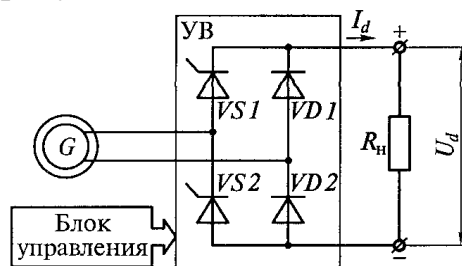 УВ
I_d
+
VS1
VD1
G
R_н
U_d
VS2
VD2
Блок
управления
−